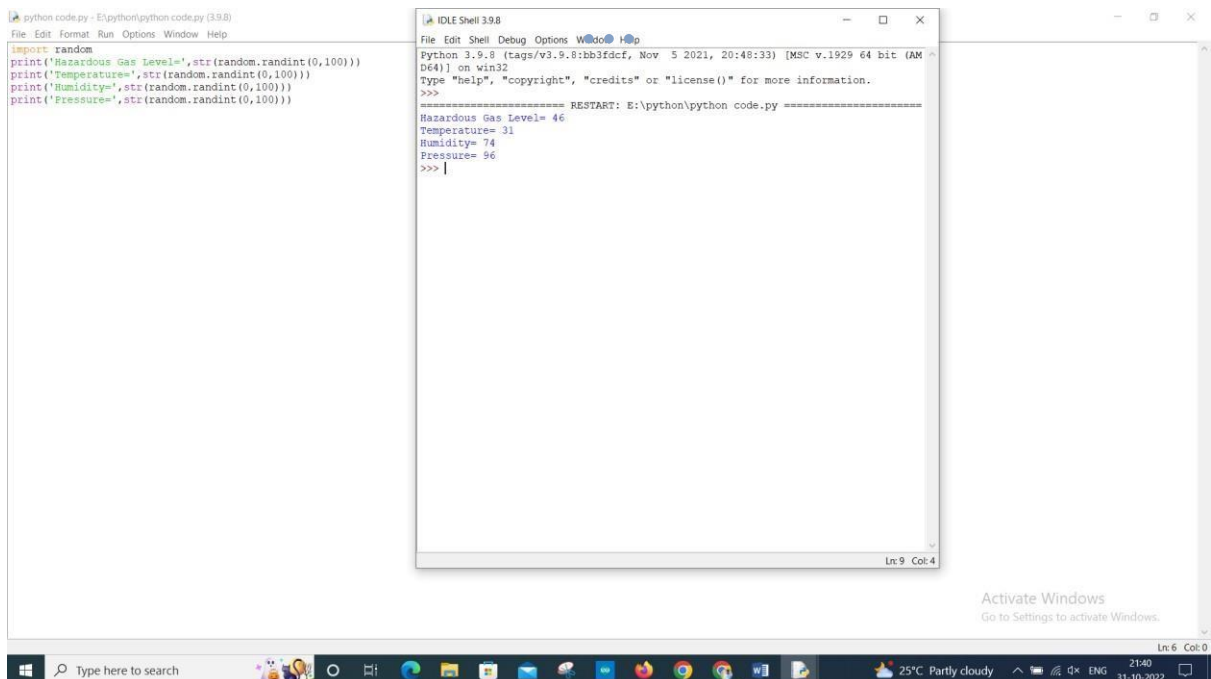 python code.py - E:\python\python code.py (3.9.8)
File Edit Format Run Options Window Help
import random
print('Hazardous Gas Level=',str(random.randint(0,100)))
print('Temperature=',str(random.randint(0,100)))
print('Humidity=',str(random.randint(0,100)))
print('Pressure=',str(random.randint(0,100)))
IDLE Shell 3.9.8
File Edit Shell Debug Options
Python 3.9.8 (tags/v3.9.8:bb3fdcf, Nov 5 2021, 20:48:33) [MSC v.1929 64 bit (AM
D64)] on win32
Type "help", "copyright", "credits" or "license()" for more information.
>>>
====================== RESTART: E:\python\python code.py =====================
Hazardous Gas Level= 46
Temperature= 31
Humidity= 74
Pressure= 96
>>>
Ln: 9 Col: 4
Activate Windows
Go to Settings to activate Windows.
Ln: 6 Col: 0
Type here to search
25°C Partly cloudy
ENG
21:40
31-10-2022